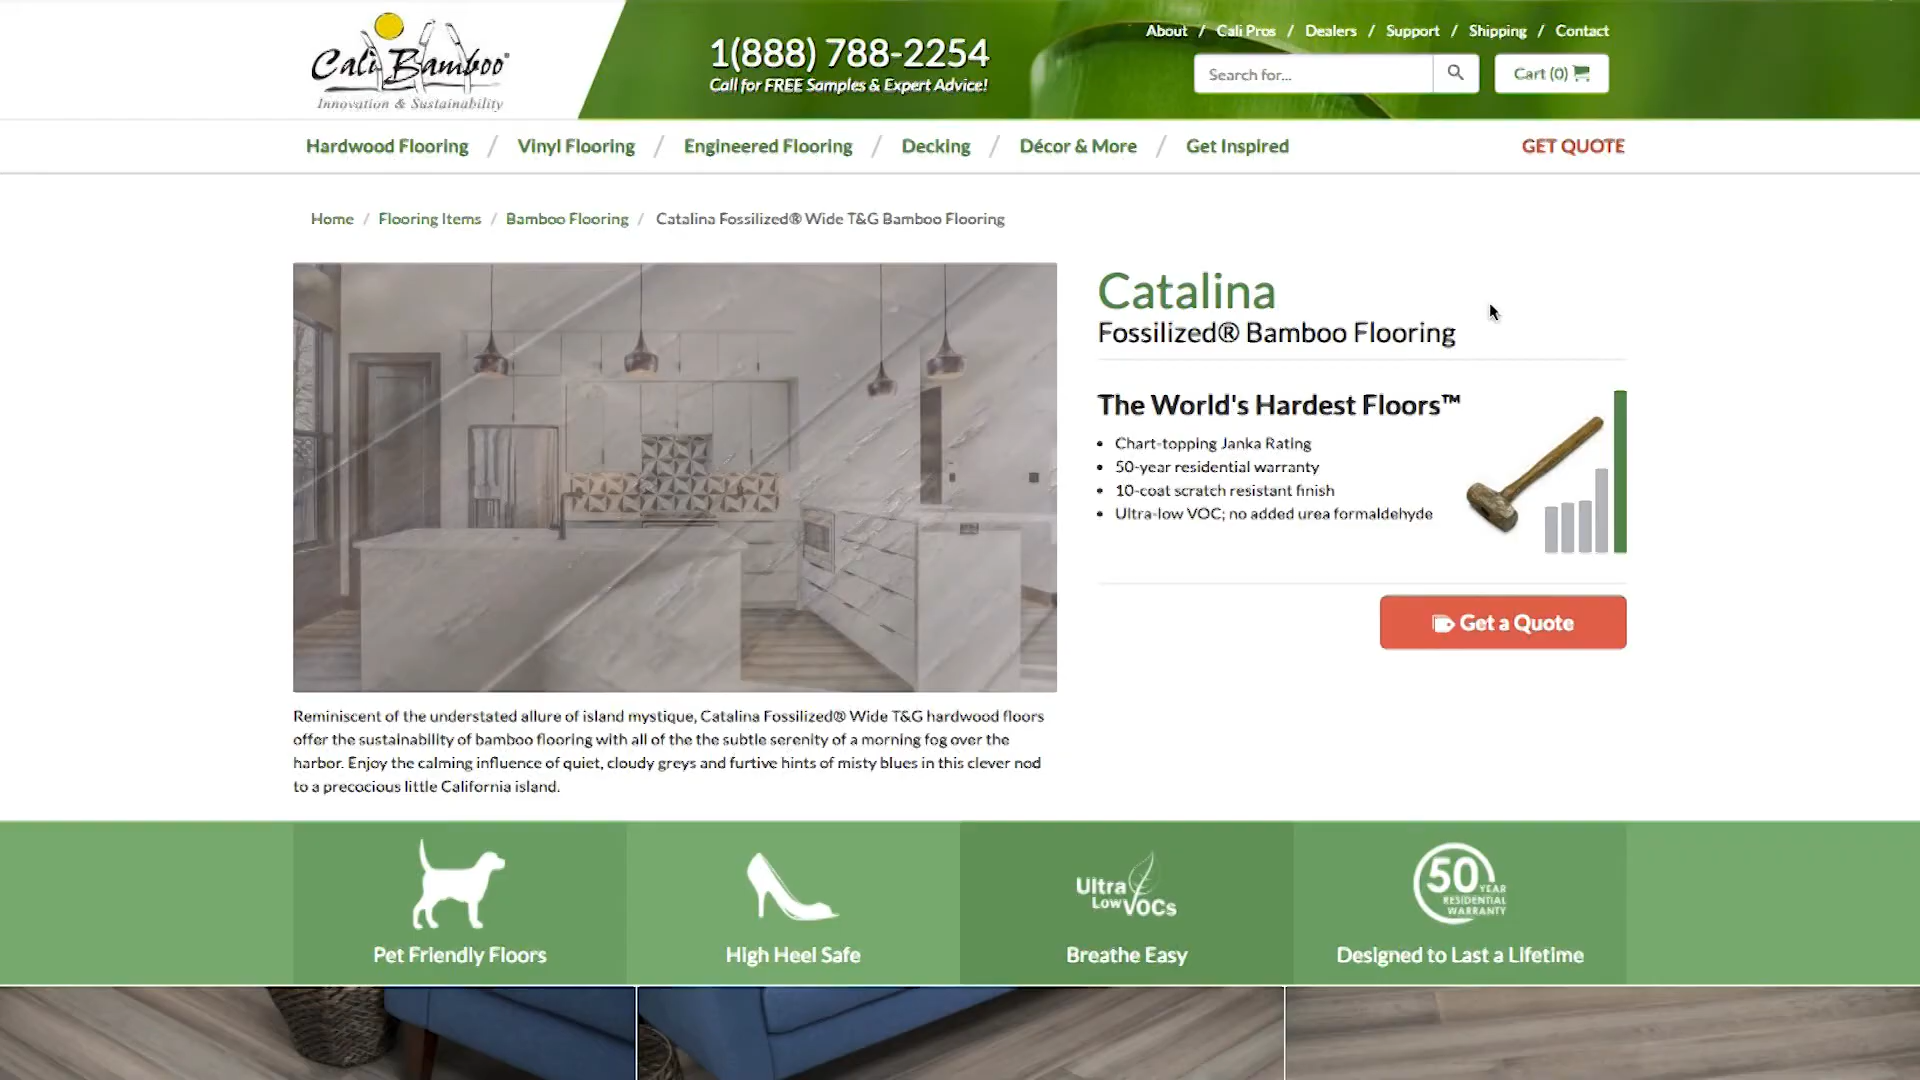 Cali Bamboo®
Innovation & Sustainability
1(888) 788-2254
Call for FREE Samples & Expert Advice!
About / Cali Pros / Dealers / Support / Shipping / Contact
Search for...
Cart (0)
Hardwood Flooring / Vinyl Flooring / Engineered Flooring / Decking / Décor & More / Get Inspired
GET QUOTE
Home / Flooring Items / Bamboo Flooring / Catalina Fossilized® Wide T&G Bamboo Flooring
Catalina
Fossilized® Bamboo Flooring
The World's Hardest Floors™
• Chart-topping Janka Rating
• 50-year residential warranty
• 10-coat scratch resistant finish
• Ultra-low VOC; no added urea formaldehyde
Get a Quote
Reminiscent of the understated allure of island mystique, Catalina Fossilized® Wide T&G hardwood floors
offer the sustainability of bamboo flooring with all of the the subtle serenity of a morning fog over the
harbor. Enjoy the calming influence of quiet, cloudy greys and furtive hints of misty blues in this clever nod
to a precocious little California island.
Pet Friendly Floors
High Heel Safe
Ultra
Low VOCs
Breathe Easy
50 YEAR
RESIDENTIAL
WARRANTY
Designed to Last a Lifetime